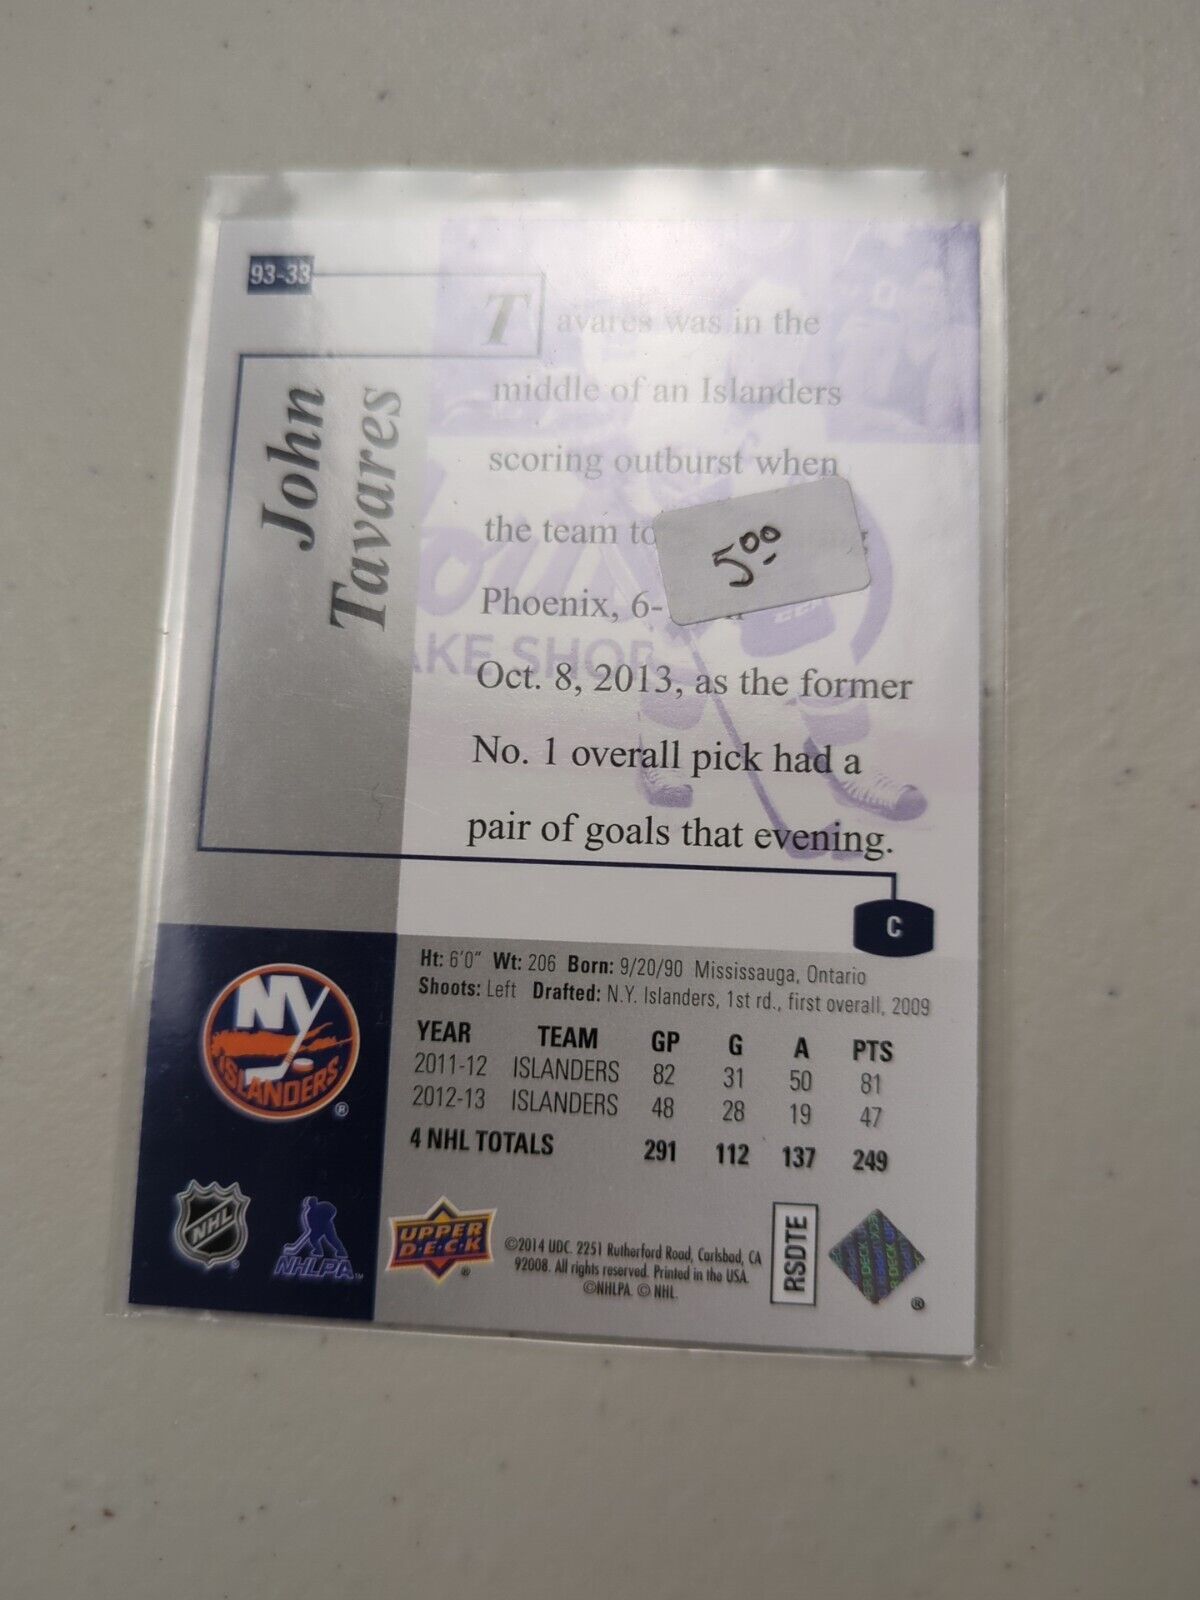 93-33
John
Tavares
Tavares was in the
middle of an Islanders
scoring outburst when
the team to
Phoenix, 6-
Oct. 8, 2013, as the former
No. 1 overall pick had a
pair of goals that evening.
5.00
AKE SHOP
C
Ht: 6'0" Wt: 206 Born: 9/20/90 Mississauga, Ontario
Shoots: Left Drafted: N.Y. Islanders, 1st rd., first overall, 2009
YEAR TEAM GP G A PTS
2011-12 ISLANDERS 82 31 50 81
2012-13 ISLANDERS 48 28 19 47
4 NHL TOTALS 291 112 137 249
NY
ISLANDERS
®
NHL
®
NHLPA™
UPPER
D·E·C·K
®
©2014 UDC. 2251 Rutherford Road, Carlsbad, CA
92008. All rights reserved. Printed in the USA.
©NHLPA. © NHL.
RSDTE
®